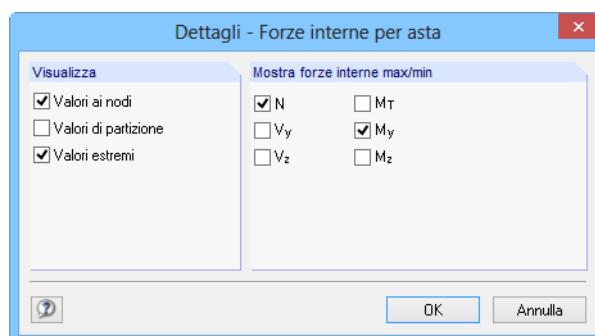 Dettagli - Forze interne per asta
Visualizza
Valori ai nodi
Valori di partizione
Valori estremi
Mostra forze interne max/min
N
Vy
Vz
MT
My
Mz
OK
Annulla